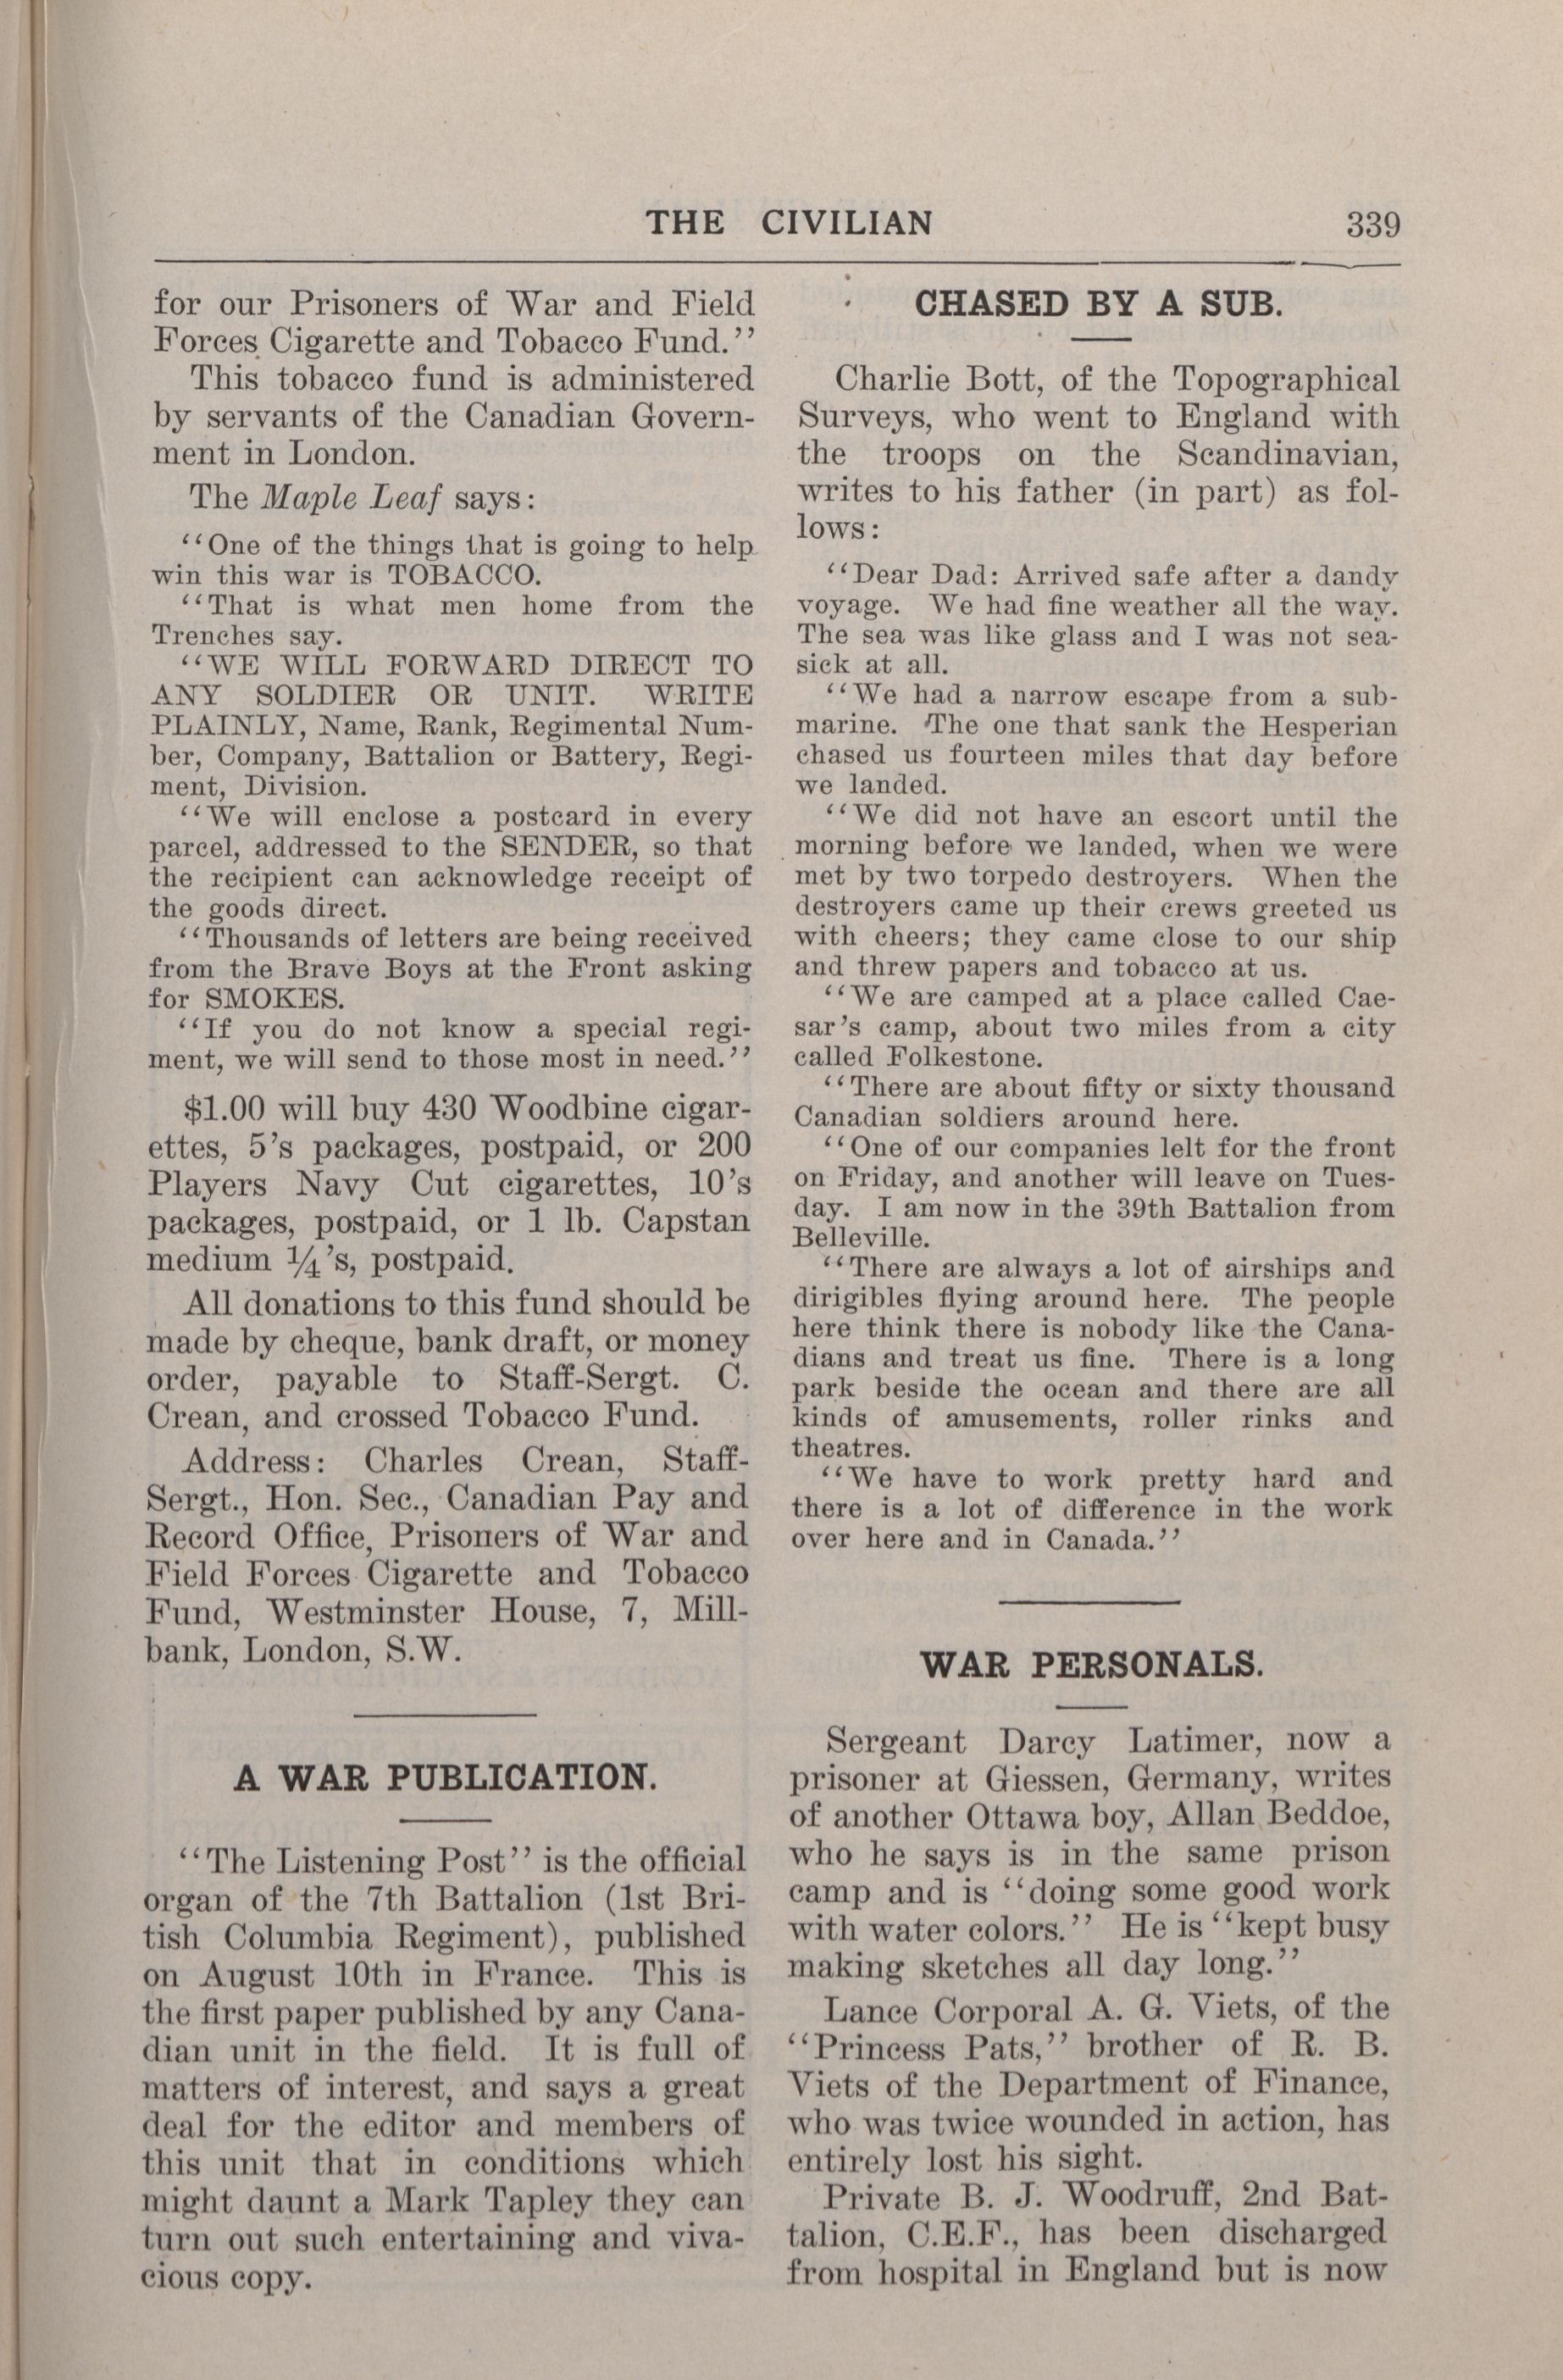 THE CIVILIAN 339
for our Prisoners of War and Field
Forces Cigarette and Tobacco Fund.''
This tobacco fund is administered
by servants of the Canadian Govern-
ment in London.
The Maple Leaf says:
''One of the things that is going to help
win this war is TOBACCO.
''That is what men home from the
Trenches say.
''WE WILL FORWARD DIRECT TO
ANY SOLDIER OR UNIT. WRITE
PLAINLY, Name, Rank, Regimental Num-
ber, Company, Battalion or Battery, Regi-
ment, Division.
''We will enclose a postcard in every
parcel, addressed to the SENDER, so that
the recipient can acknowledge receipt of
the goods direct.
''Thousands of letters are being received
from the Brave Boys at the Front asking
for SMOKES.
''If you do not know a special regi-
ment, we will send to those most in need.''
$1.00 will buy 430 Woodbine cigar-
ettes, 5's packages, postpaid, or 200
Players Navy Cut cigarettes, 10's
packages, postpaid, or 1 lb. Capstan
medium ¼'s, postpaid.
All donations to this fund should be
made by cheque, bank draft, or money
order, payable to Staff-Sergt. C.
Crean, and crossed Tobacco Fund.
Address: Charles Crean, Staff-
Sergt., Hon. Sec., Canadian Pay and
Record Office, Prisoners of War and
Field Forces Cigarette and Tobacco
Fund, Westminster House, 7, Mill-
bank, London, S.W.
A WAR PUBLICATION.
''The Listening Post'' is the official
organ of the 7th Battalion (1st Bri-
tish Columbia Regiment), published
on August 10th in France. This is
the first paper published by any Cana-
dian unit in the field. It is full of
matters of interest, and says a great
deal for the editor and members of
this unit that in conditions which
might daunt a Mark Tapley they can
turn out such entertaining and viva-
cious copy.
CHASED BY A SUB.
Charlie Bott, of the Topographical
Surveys, who went to England with
the troops on the Scandinavian,
writes to his father (in part) as fol-
lows:
''Dear Dad: Arrived safe after a dandy
voyage. We had fine weather all the way.
The sea was like glass and I was not sea-
sick at all.
''We had a narrow escape from a sub-
marine. The one that sank the Hesperian
chased us fourteen miles that day before
we landed.
''We did not have an escort until the
morning before we landed, when we were
met by two torpedo destroyers. When the
destroyers came up their crews greeted us
with cheers; they came close to our ship
and threw papers and tobacco at us.
''We are camped at a place called Cae-
sar's camp, about two miles from a city
called Folkestone.
''There are about fifty or sixty thousand
Canadian soldiers around here.
''One of our companies lelt for the front
on Friday, and another will leave on Tues-
day. I am now in the 39th Battalion from
Belleville.
''There are always a lot of airships and
dirigibles flying around here. The people
here think there is nobody like the Cana-
dians and treat us fine. There is a long
park beside the ocean and there are all
kinds of amusements, roller rinks and
theatres.
''We have to work pretty hard and
there is a lot of difference in the work
over here and in Canada.''
WAR PERSONALS.
Sergeant Darcy Latimer, now a
prisoner at Giessen, Germany, writes
of another Ottawa boy, Allan Beddoe,
who he says is in the same prison
camp and is ''doing some good work
with water colors.'' He is ''kept busy
making sketches all day long.''
Lance Corporal A. G. Viets, of the
''Princess Pats,'' brother of R. B.
Viets of the Department of Finance,
who was twice wounded in action, has
entirely lost his sight.
Private B. J. Woodruff, 2nd Bat-
talion, C.E.F., has been discharged
from hospital in England but is now